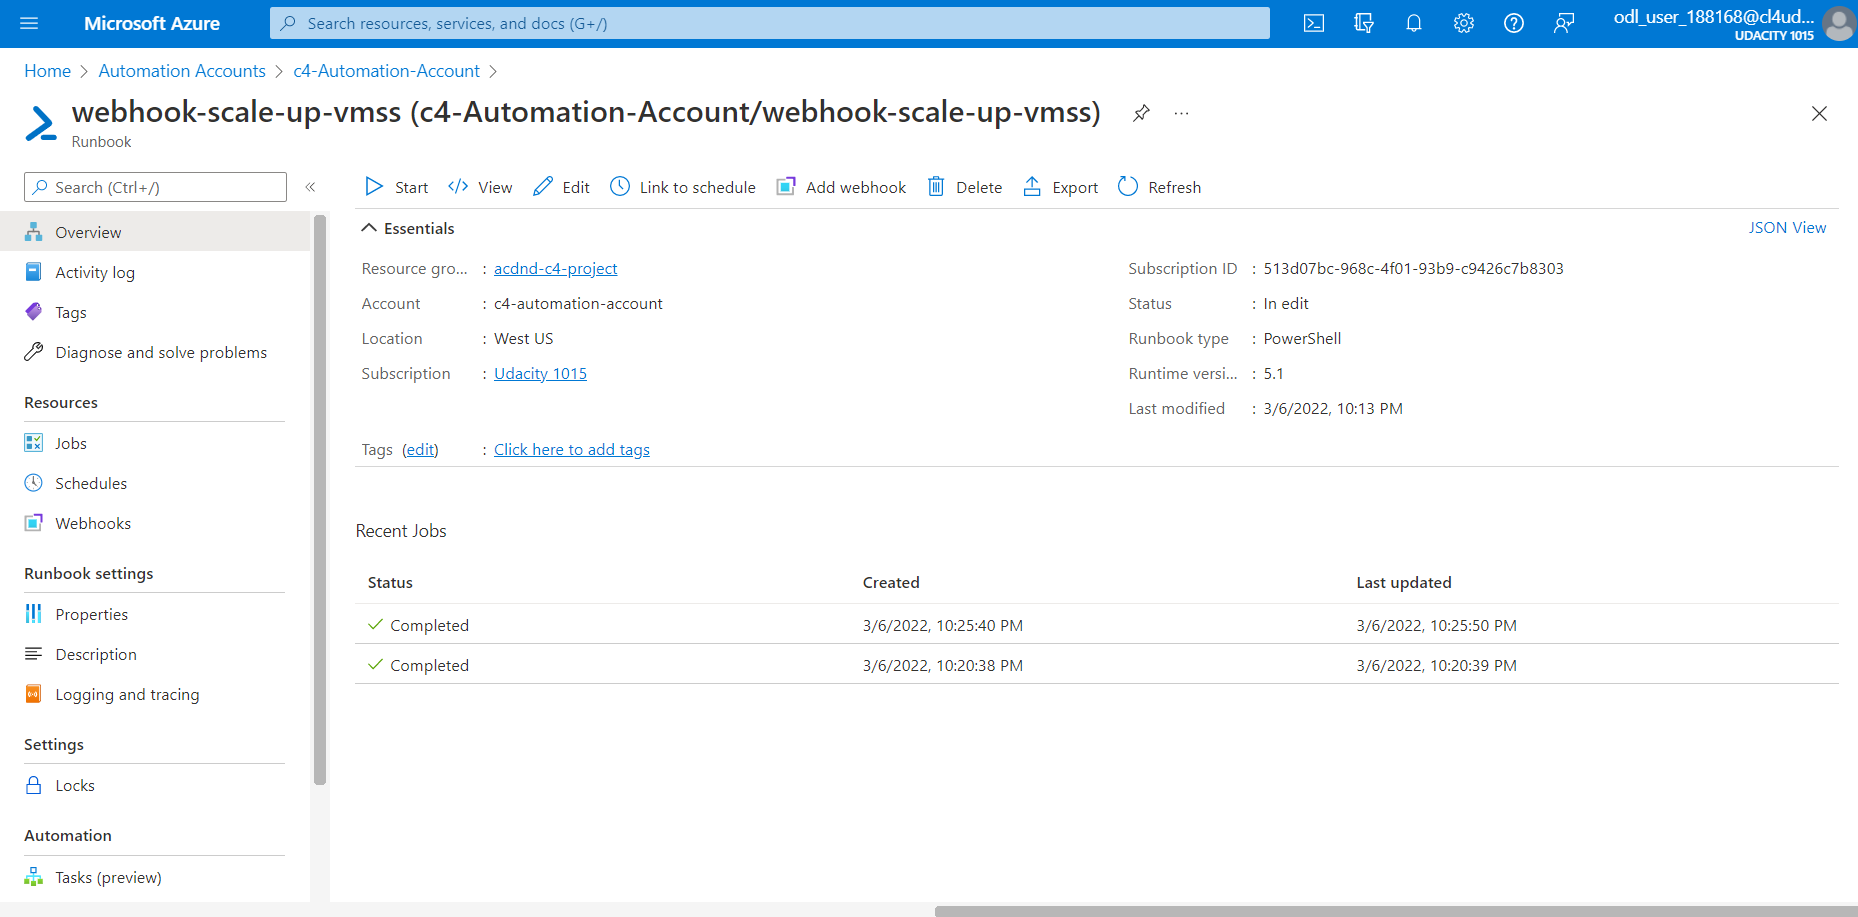 Microsoft Azure
Search resources, services, and docs (G+/)
odl_user_188168@cl4ud...
UDACITY 1015
Home > Automation Accounts > c4-Automation-Account >
webhook-scale-up-vmss (c4-Automation-Account/webhook-scale-up-vmss)
...
Runbook
Search (Ctrl+/)
«
Start View Edit Link to schedule Add webhook Delete Export Refresh
Overview
Activity log
Tags
Diagnose and solve problems
Resources
Jobs
Schedules
Webhooks
Runbook settings
Properties
Description
Logging and tracing
Settings
Locks
Automation
Tasks (preview)
Essentials
JSON View
Resource gro... : acdnd-c4-project
Account : c4-automation-account
Location : West US
Subscription : Udacity 1015
Subscription ID : 513d07bc-968c-4f01-93b9-c9426c7b8303
Status : In edit
Runbook type : PowerShell
Runtime versi... : 5.1
Last modified : 3/6/2022, 10:13 PM
Tags (edit) : Click here to add tags
Recent Jobs
Status Created Last updated
Completed 3/6/2022, 10:25:40 PM 3/6/2022, 10:25:50 PM
Completed 3/6/2022, 10:20:38 PM 3/6/2022, 10:20:39 PM